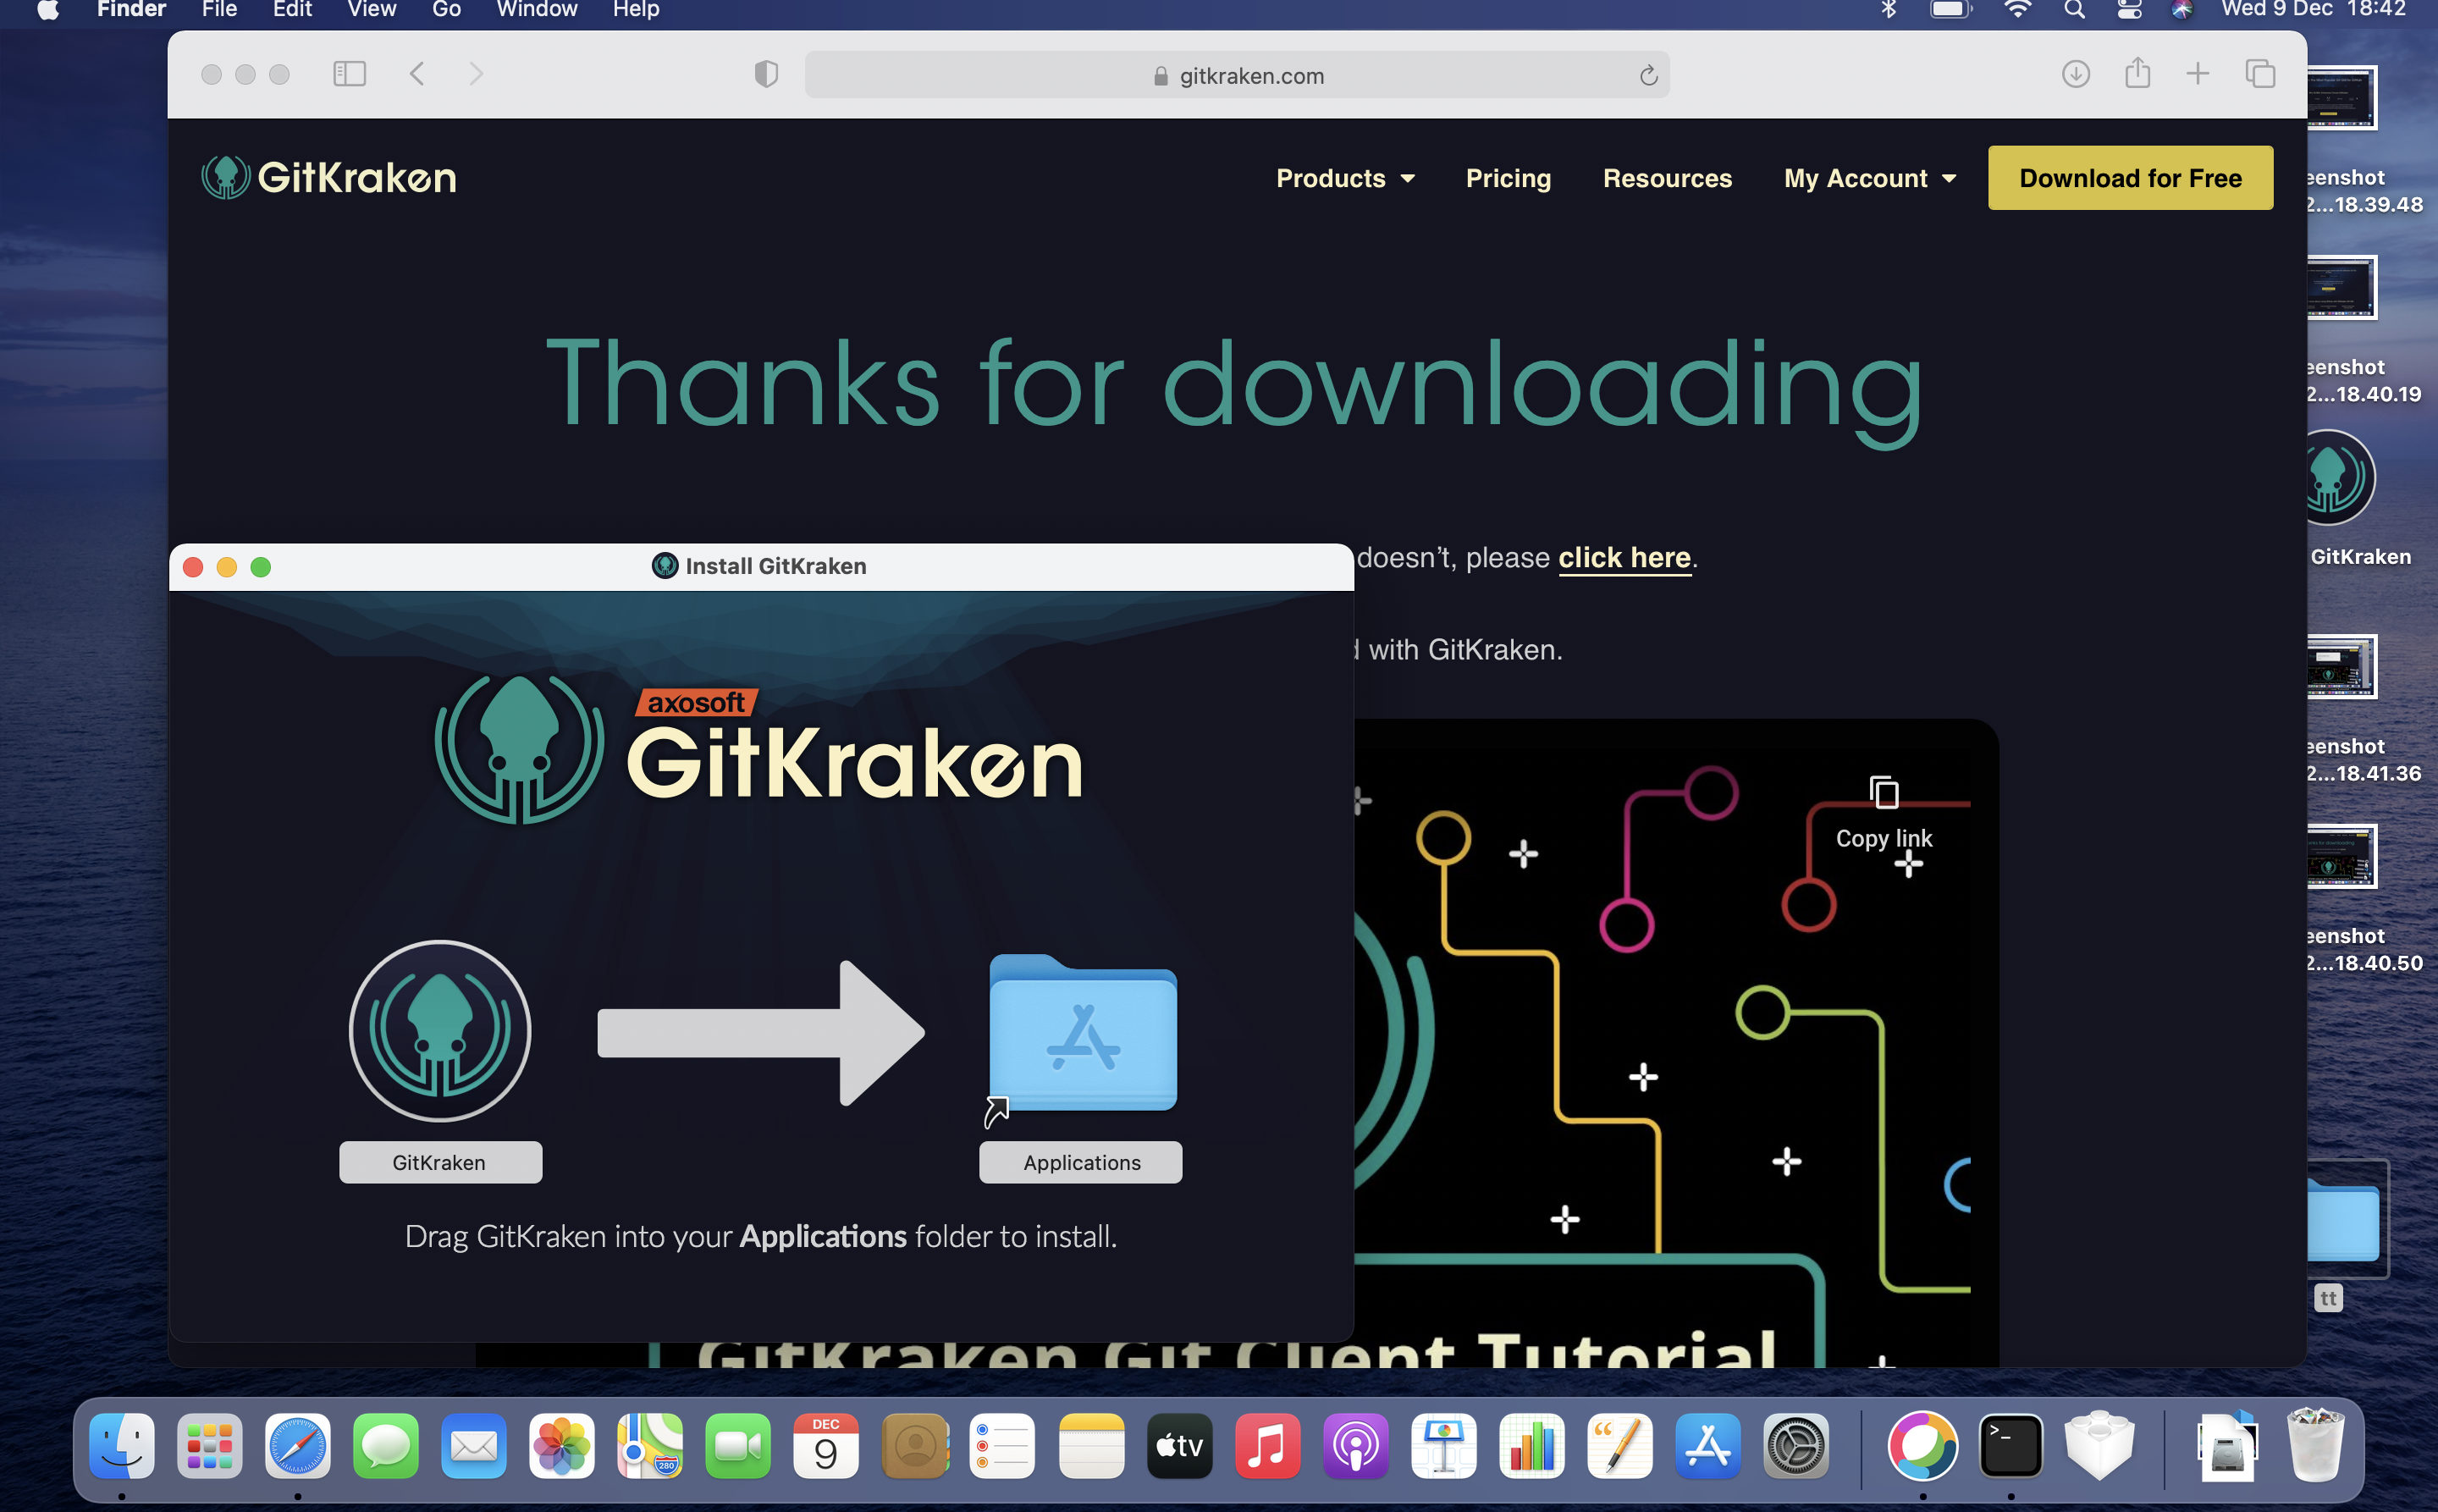 Finder File Edit View Go Window Help Wed 9 Dec 18:42
gitkraken.com
GitKraken Products Pricing Resources My Account Download for Free
Thanks for downloading
doesn’t, please click here.
with GitKraken.
Install GitKraken
axosoft
GitKraken
GitKraken
Applications
Drag GitKraken into your Applications folder to install.
Copy link
GitKraken Git Client Tutorial
eenshot
2...18.39.48
eenshot
2...18.40.19
GitKraken
eenshot
2...18.41.36
eenshot
2...18.40.50
tt
280
tv
DEC
9
>_